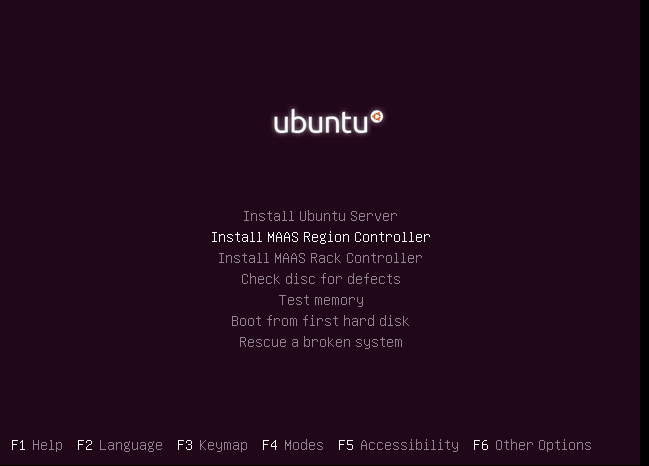 ubuntu
Install Ubuntu Server
Install MAAS Region Controller
Install MAAS Rack Controller
Check disc for defects
Test memory
Boot from first hard disk
Rescue a broken system
F1 Help F2 Language F3 Keymap F4 Modes F5 Accessibility F6 Other Options